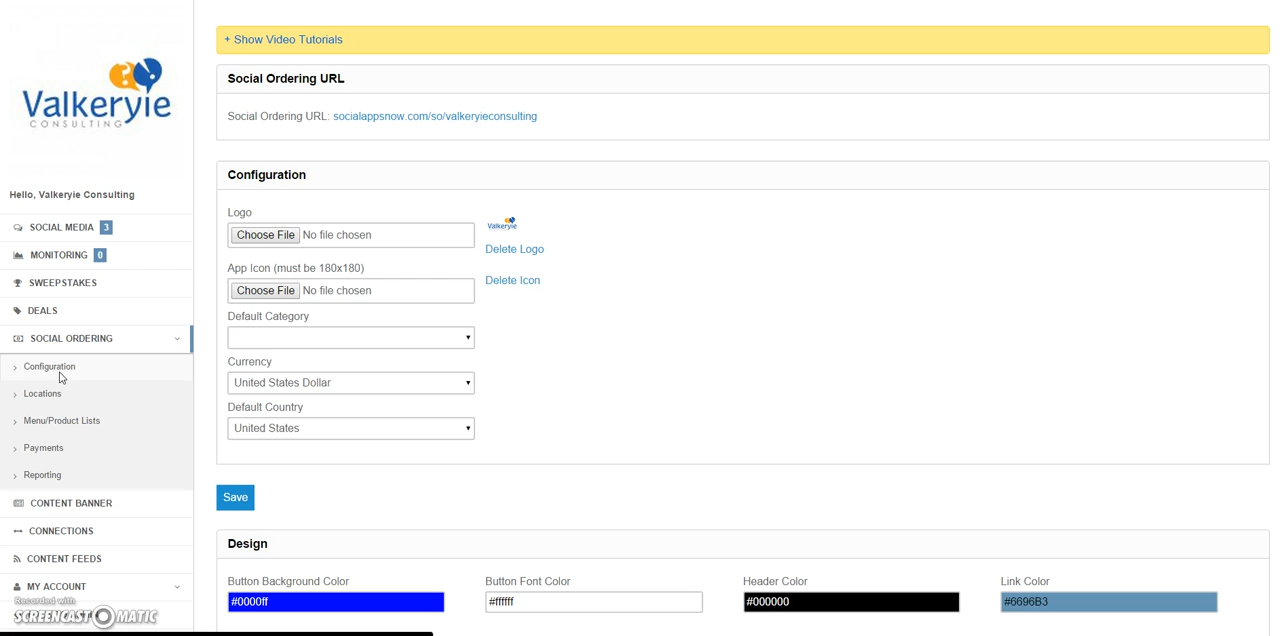 Valkeryie
CONSULTING
Hello, Valkeryie Consulting
SOCIAL MEDIA 3
MONITORING 0
SWEEPSTAKES
DEALS
SOCIAL ORDERING
Configuration
Locations
Menu/Product Lists
Payments
Reporting
CONTENT BANNER
CONNECTIONS
CONTENT FEEDS
MY ACCOUNT
Recorded with
SCREENCAST-O-MATIC
+ Show Video Tutorials
Social Ordering URL
Social Ordering URL: socialappsnow.com/so/valkeryieconsulting
Configuration
Logo
Choose File No file chosen
Valkeryie
Delete Logo
App Icon (must be 180x180)
Choose File No file chosen
Delete Icon
Default Category
Currency
United States Dollar
Default Country
United States
Save
Design
Button Background Color Button Font Color Header Color Link Color
#0000ff #ffffff #000000 #6696B3